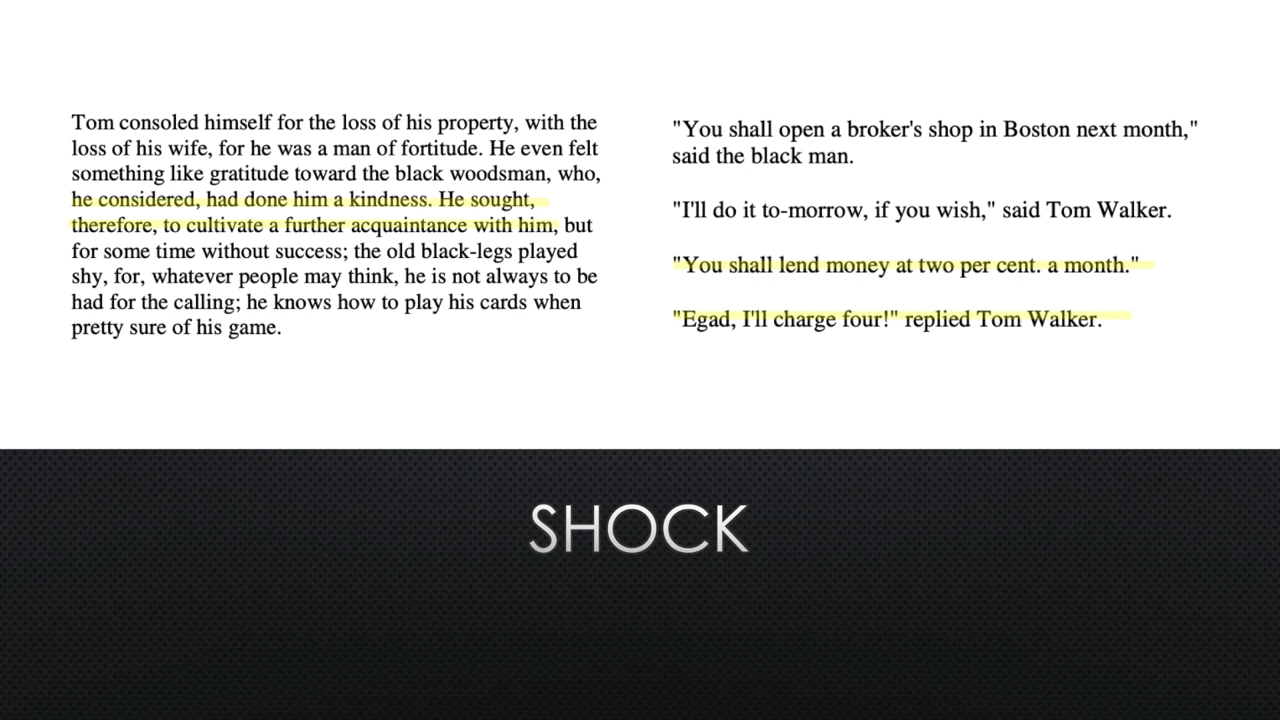 Tom consoled himself for the loss of his property, with the
loss of his wife, for he was a man of fortitude. He even felt
something like gratitude toward the black woodsman, who,
he considered, had done him a kindness. He sought,
therefore, to cultivate a further acquaintance with him, but
for some time without success; the old black-legs played
shy, for, whatever people may think, he is not always to be
had for the calling; he knows how to play his cards when
pretty sure of his game.
"You shall open a broker's shop in Boston next month,"
said the black man.
"I'll do it to-morrow, if you wish," said Tom Walker.
"You shall lend money at two per cent. a month."
"Egad, I'll charge four!" replied Tom Walker.
SHOCK